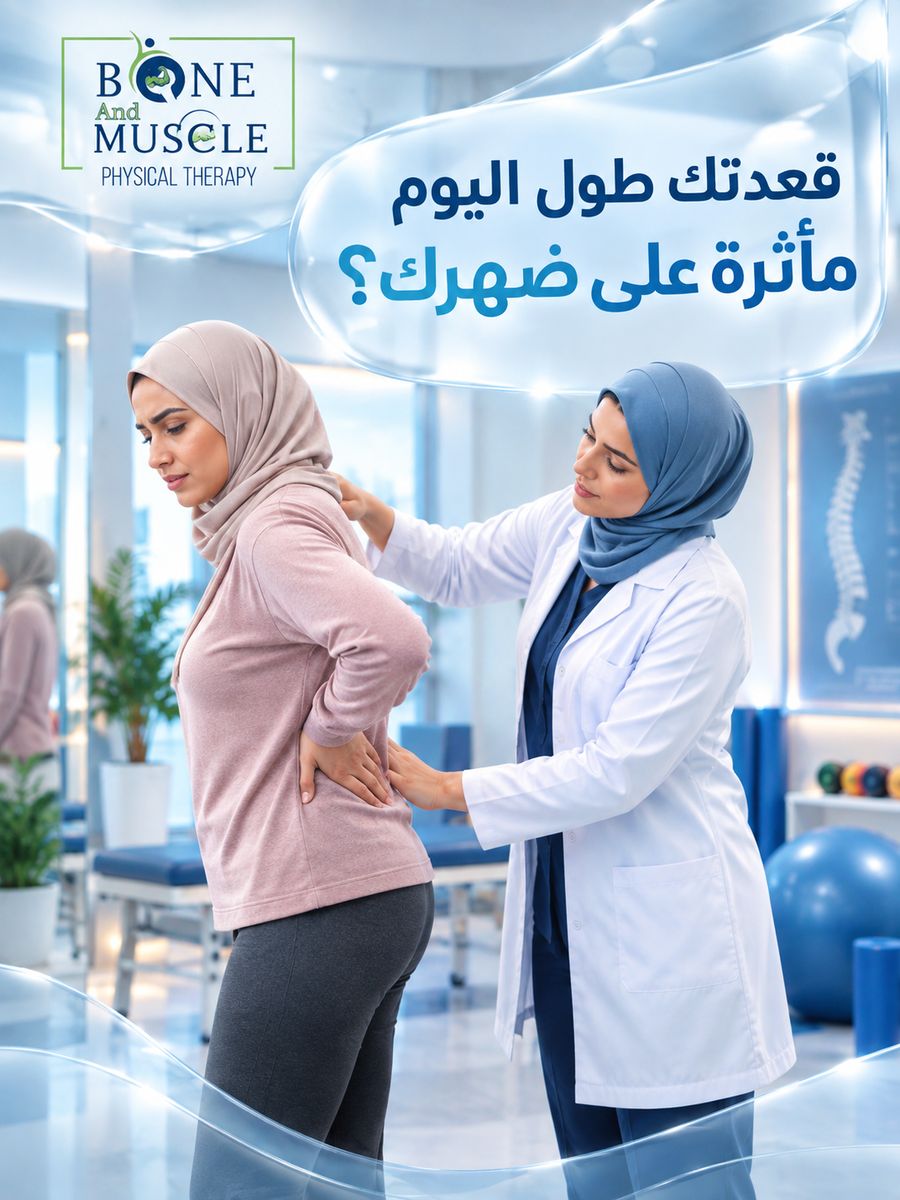 BONE
And
MUSCLE
PHYSICAL THERAPY
قعدتك طول اليوم
مأثرة على ضهرك؟